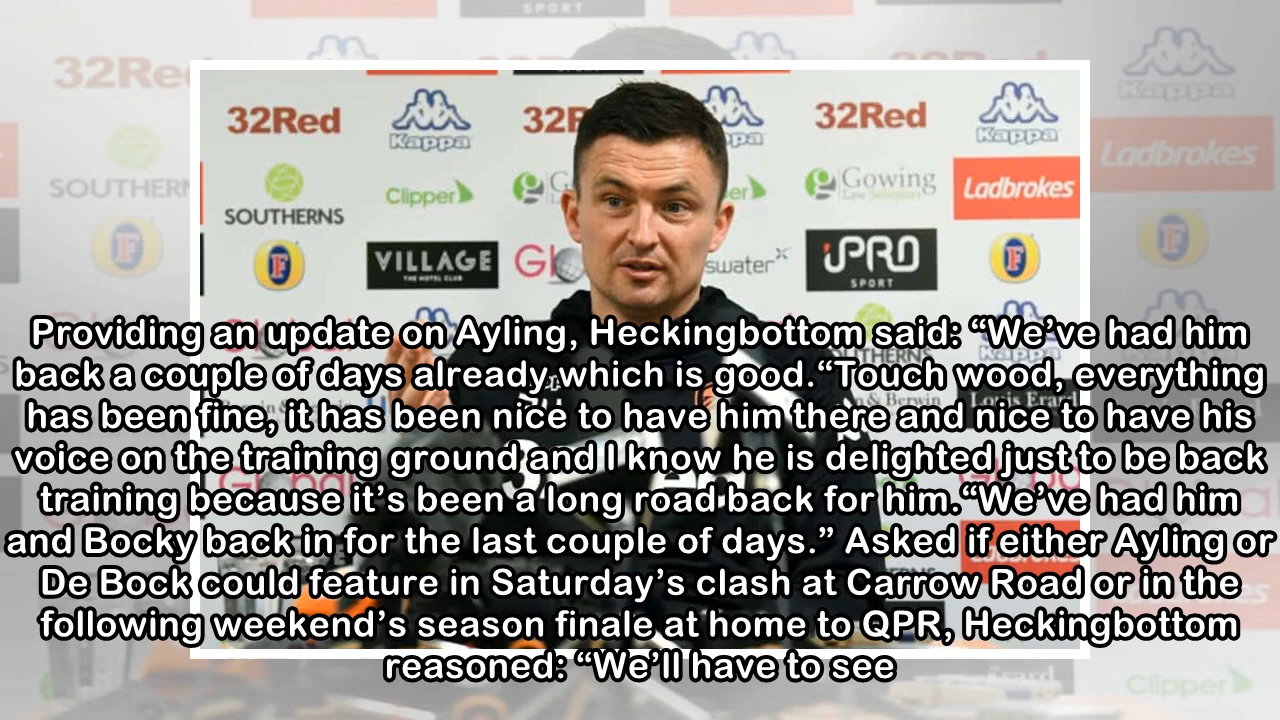 32Red
Kappa
32Red
Kappa
SOUTHERNS
Clipper
Gowing
Ladbrokes
F
VILLAGE
THE HOTEL CLUB
iPRO
SPORT
F
Providing an update on Ayling, Heckingbottom said: “We’ve had him
back a couple of days already which is good.“Touch wood, everything
has been fine, it has been nice to have him there and nice to have his
voice on the training ground and I know he is delighted just to be back
training because it’s been a long road back for him.“We’ve had him
and Bocky back in for the last couple of days.” Asked if either Ayling or
De Bock could feature in Saturday’s clash at Carrow Road or in the
following weekend’s season finale at home to QPR, Heckingbottom
reasoned: “We’ll have to see